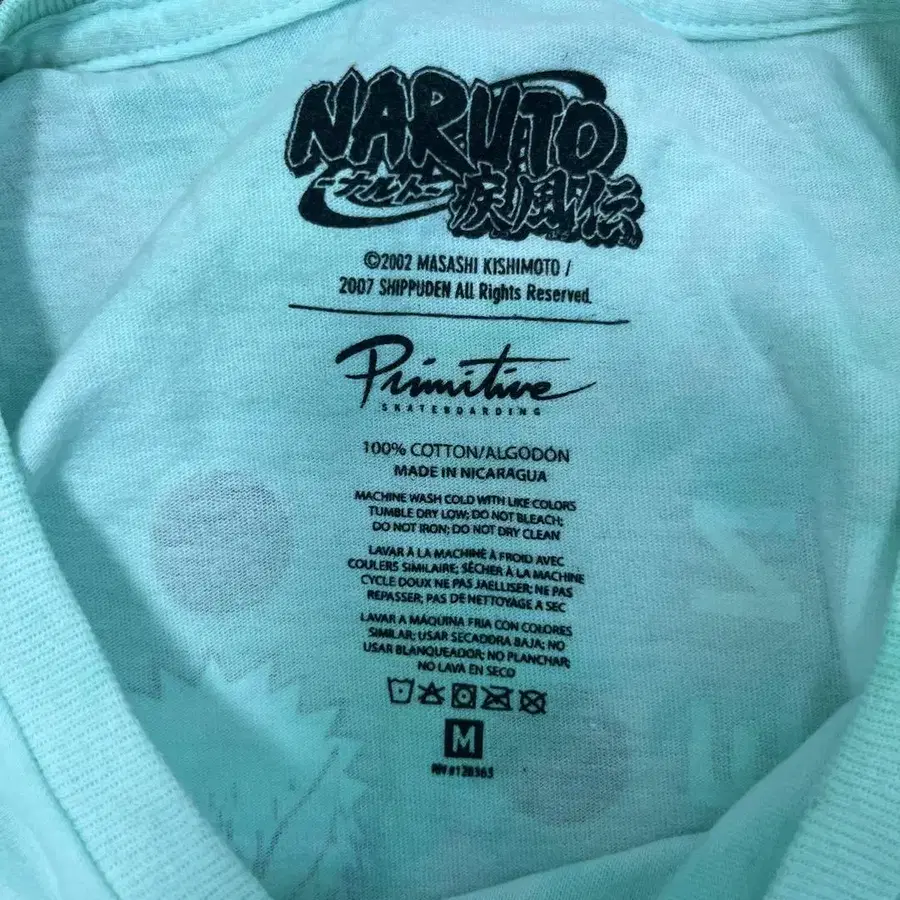 NARUTO
-ナルト-
疾風伝
©2002 MASASHI KISHIMOTO /
2007 SHIPPUDEN All Rights Reserved.
Primitive
SKATEBOARDING
100% COTTON/ALGODÓN
MADE IN NICARAGUA
MACHINE WASH COLD WITH LIKE COLORS
TUMBLE DRY LOW; DO NOT BLEACH;
DO NOT IRON; DO NOT DRY CLEAN
LAVAR À LA MACHINE À FROID AVEC
COULERS SIMILAIRE; SÉCHER À LA MACHINE
CYCLE DOUX NE PAS JAELLISER; NE PAS
REPASSER; PAS DE NETTOYAGE A SEC
LAVAR A MÁQUINA FRIA CON COLORES
SIMILAR; USAR SECADDRA BAJA; NO
USAR BLANQUEADOR; NO PLANCHAR;
NO LAVA EN SECO
M
RN #128363